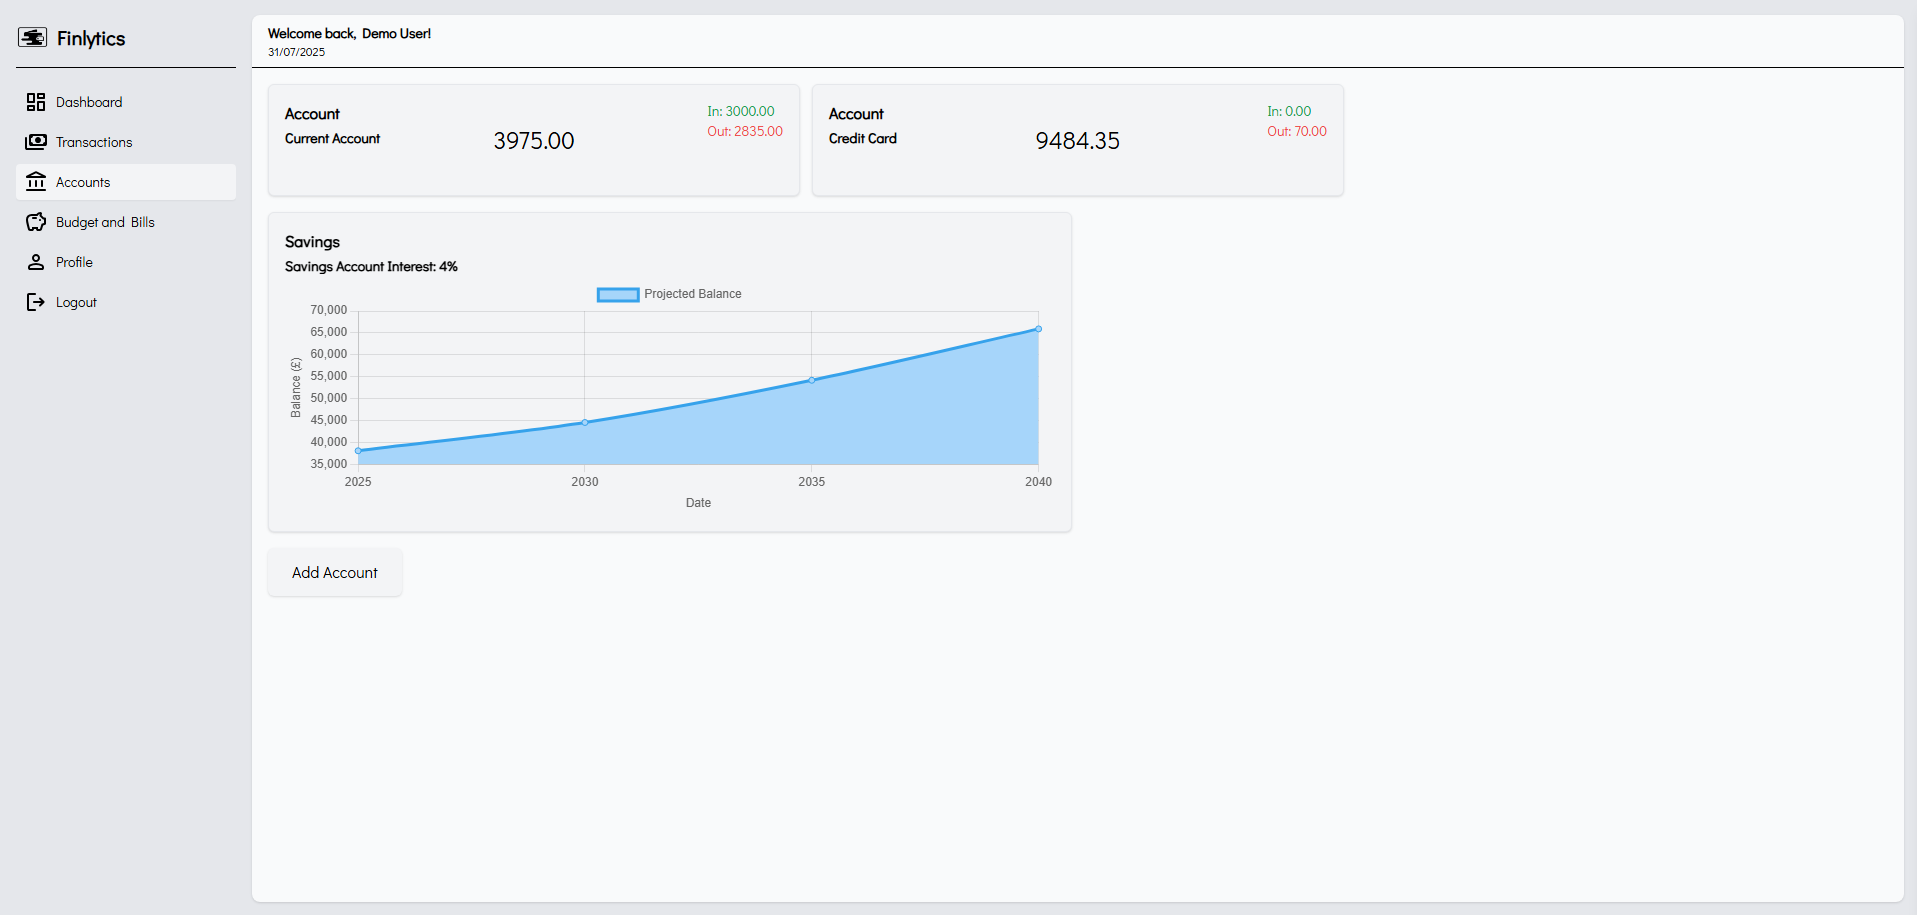 Finlytics
Dashboard
Transactions
Accounts
Budget and Bills
Profile
Logout
Welcome back, Demo User!
31/07/2025
Account
Current Account
3975.00
In: 3000.00
Out: 2835.00
Account
Credit Card
9484.35
In: 0.00
Out: 70.00
Savings
Savings Account Interest: 4%
Projected Balance
70,000
65,000
60,000
55,000
50,000
45,000
40,000
35,000
Balance (£)
2025 2030 2035 2040
Date
Add Account